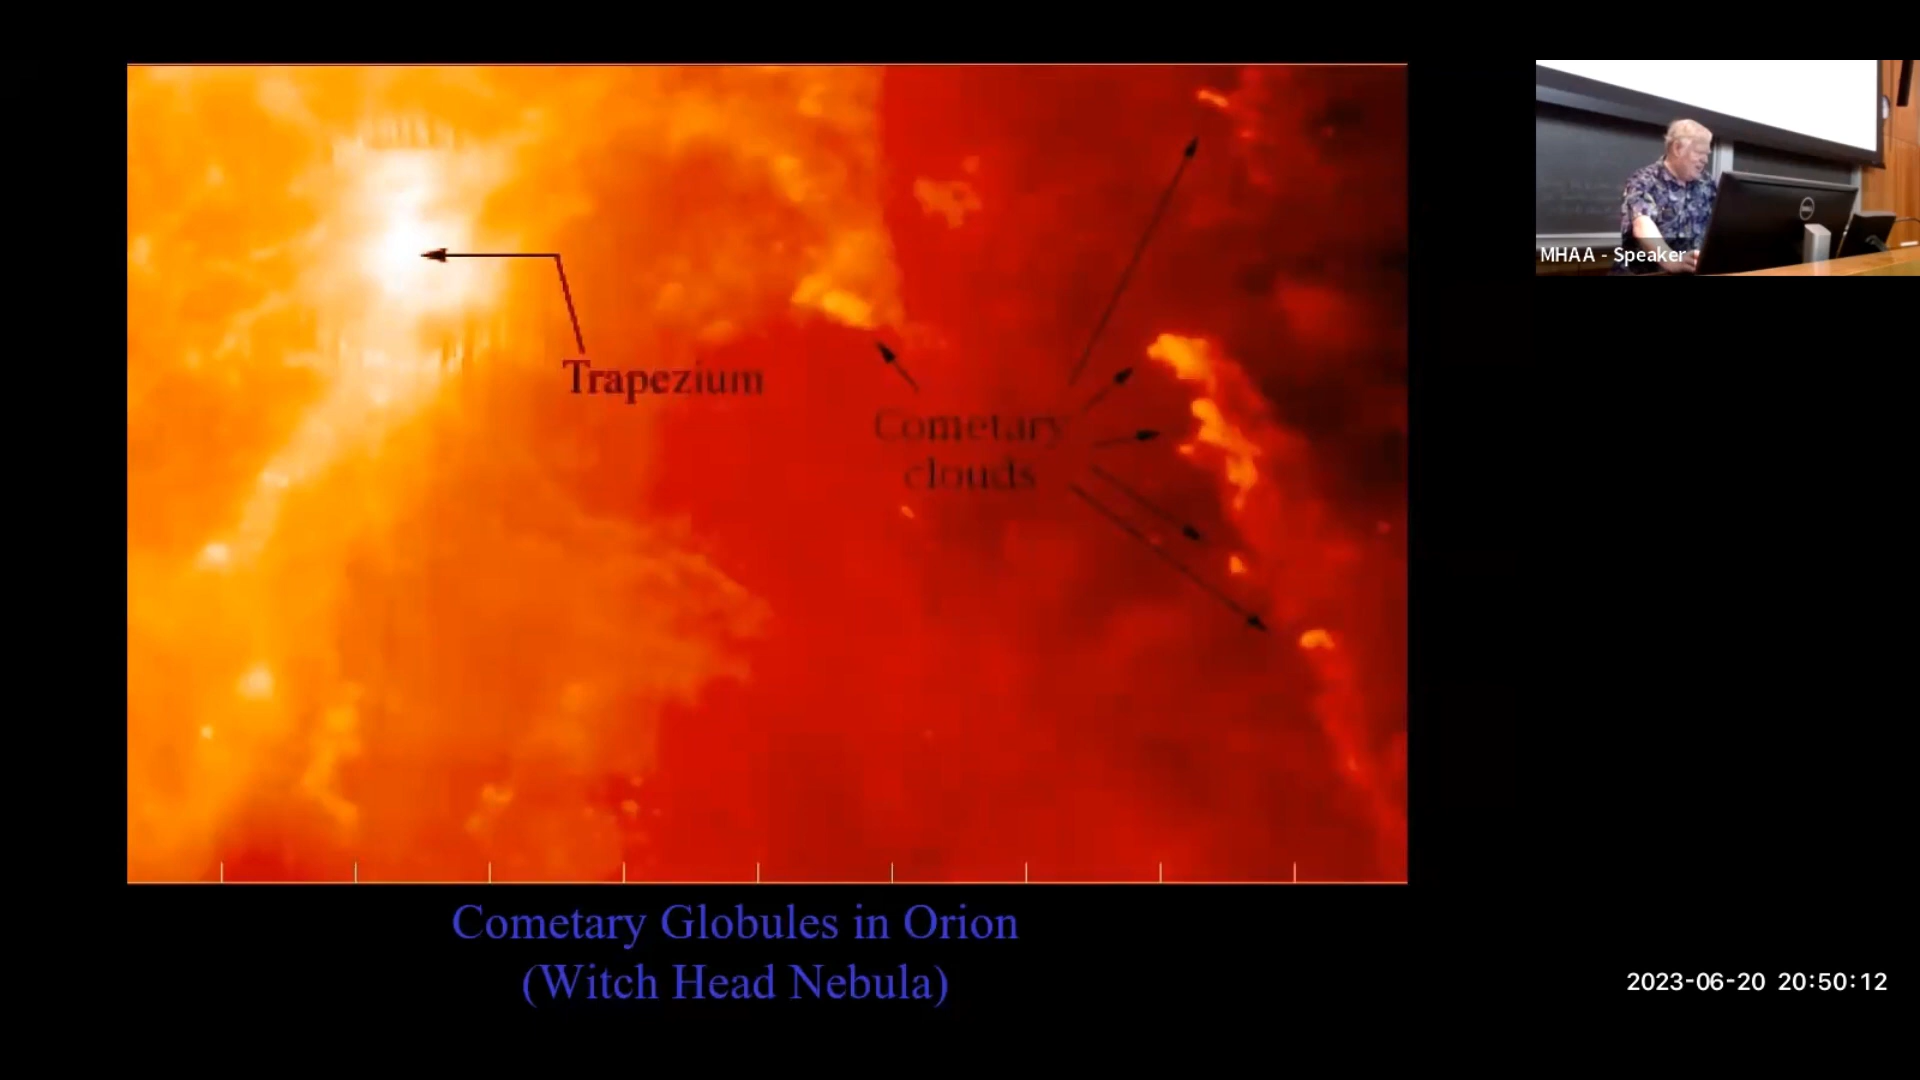 Trapezium
Cometary
clouds
MHAA - Speaker
Cometary Globules in Orion
(Witch Head Nebula)
2023-06-20 20:50:12